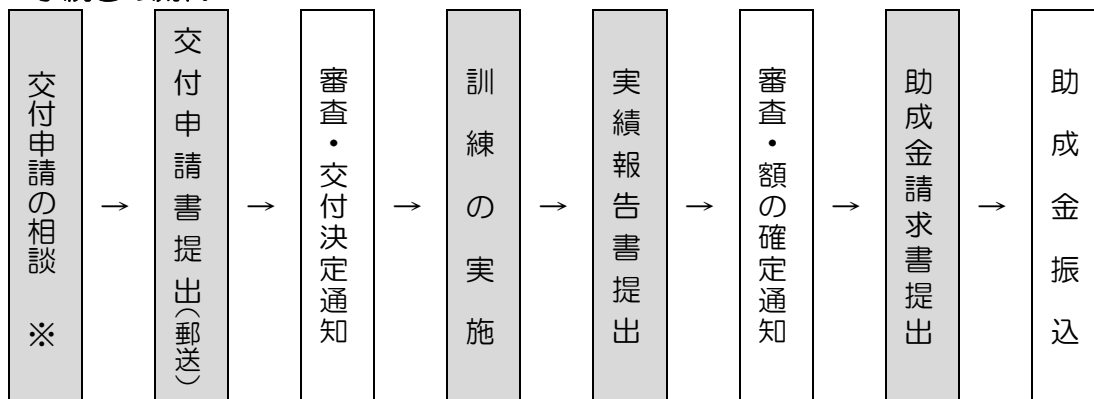 交付申請の相談 ※
→
交付申請書提出(郵送)
→
審査・交付決定通知
→
訓練の実施
→
実績報告書提出
→
審査・額の確定通知
→
助成金請求書提出
→
助成金振込